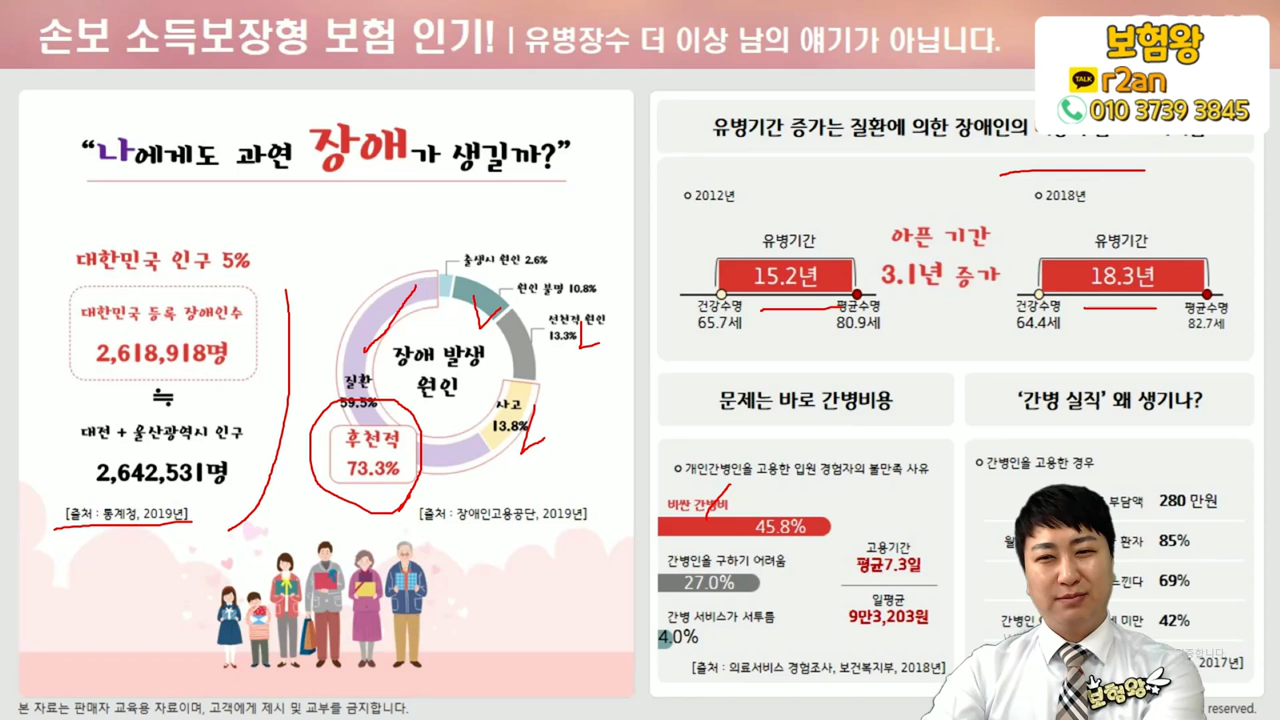 손보 소득보장형 보험 인기! | 유병장수 더 이상 남의 얘기가 아닙니다.
보험왕
TALK
r2an
010 3739 3845
“나에게도 과연 장애가 생길까?”
대한민국 인구 5%
대한민국 등록 장애인수
2,618,918명
≒
대전 + 울산광역시 인구
2,642,531명
[출처 : 통계청, 2019년]
출생시 원인 2.6%
원인 불명 10.8%
선천적 원인
13.3%
장애 발생
원인
질환
59.5%
사고
13.8%
후천적
73.3%
[출처 : 장애인고용공단, 2019년]
유병기간 증가는 질환에 의한 장애인의
2012년
유병기간
15.2년
건강수명
65.7세
평균수명
80.9세
아픈 기간
3.1년 증가
2018년
유병기간
18.3년
건강수명
64.4세
평균수명
82.7세
문제는 바로 간병비용
개인간병인을 고용한 입원 경험자의 불만족 사유
비싼 간병비
45.8%
간병인을 구하기 어려움
27.0%
간병 서비스가 서투름
4.0%
고용기간
평균7.3일
일평균
9만3,203원
[출처 : 의료서비스 경험조사, 보건복지부, 2018년]
‘간병 실직’ 왜 생기나?
간병인을 고용한 경우
부담액 280 만원
환자 85%
느낀다 69%
간병인 미만 42%
2017년]
보험왕
본 자료는 판매자 교육용 자료이며, 고객에게 제시 및 교부를 금지합니다.
reserved.